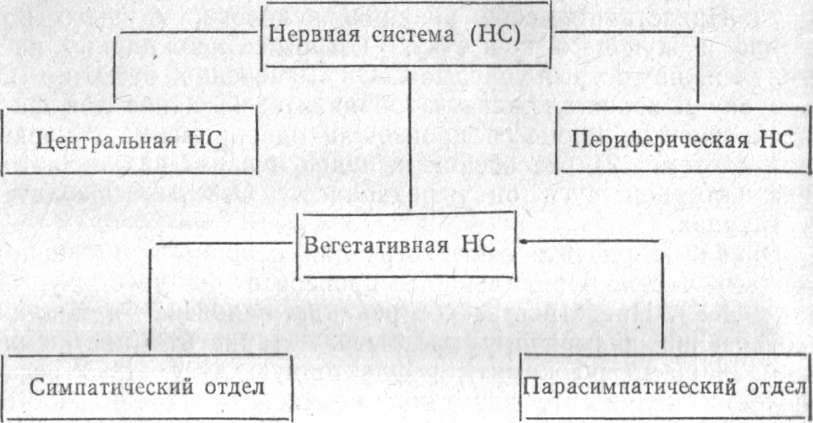 Нервная система (НС)
Центральная НС
Периферическая НС
Вегетативная НС
Симпатический отдел
Парасимпатический отдел